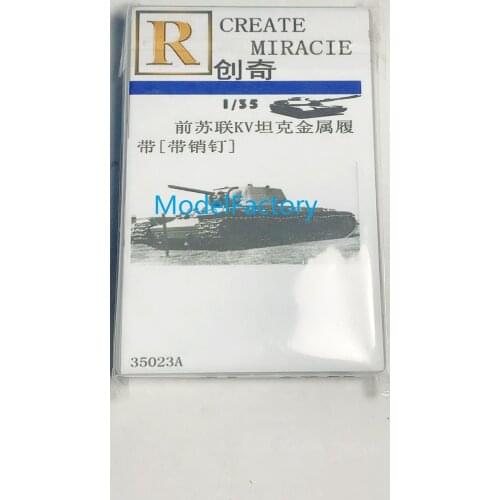 R
CREATE
MIRACIE
创奇
1/35
前苏联KV坦克金属履
带[带销钉]
ModelFactory
35023A